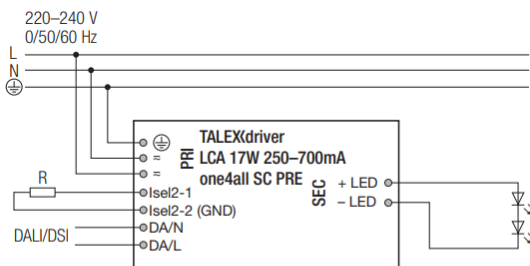 220–240 V
0/50/60 Hz
L
N
TALEXXdriver
LCA 17W 250–700mA
one4all SC PRE
PRI
≈
≈
SEC
+ LED
– LED
R
Isel2-1
Isel2-2 (GND)
DALI/DSI
DA/N
DA/L